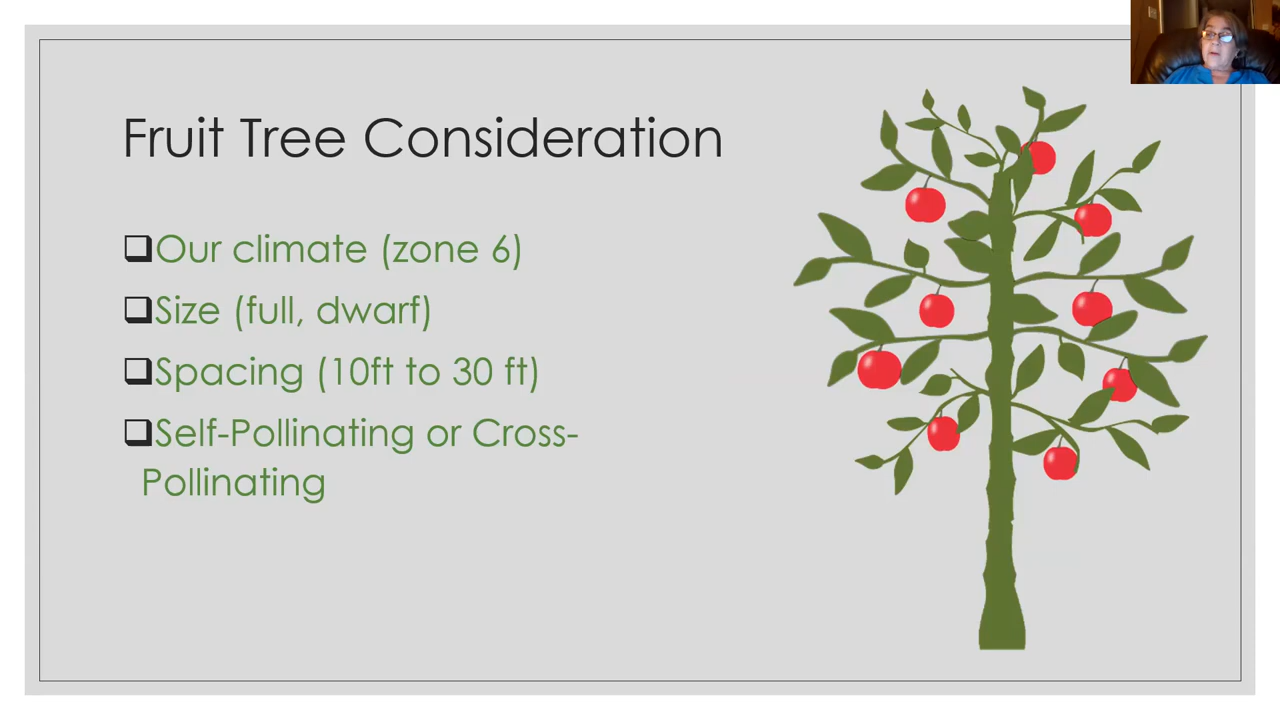 Fruit Tree Consideration
❑Our climate (zone 6)
❑Size (full, dwarf)
❑Spacing (10ft to 30 ft)
❑Self-Pollinating or Cross-
Pollinating